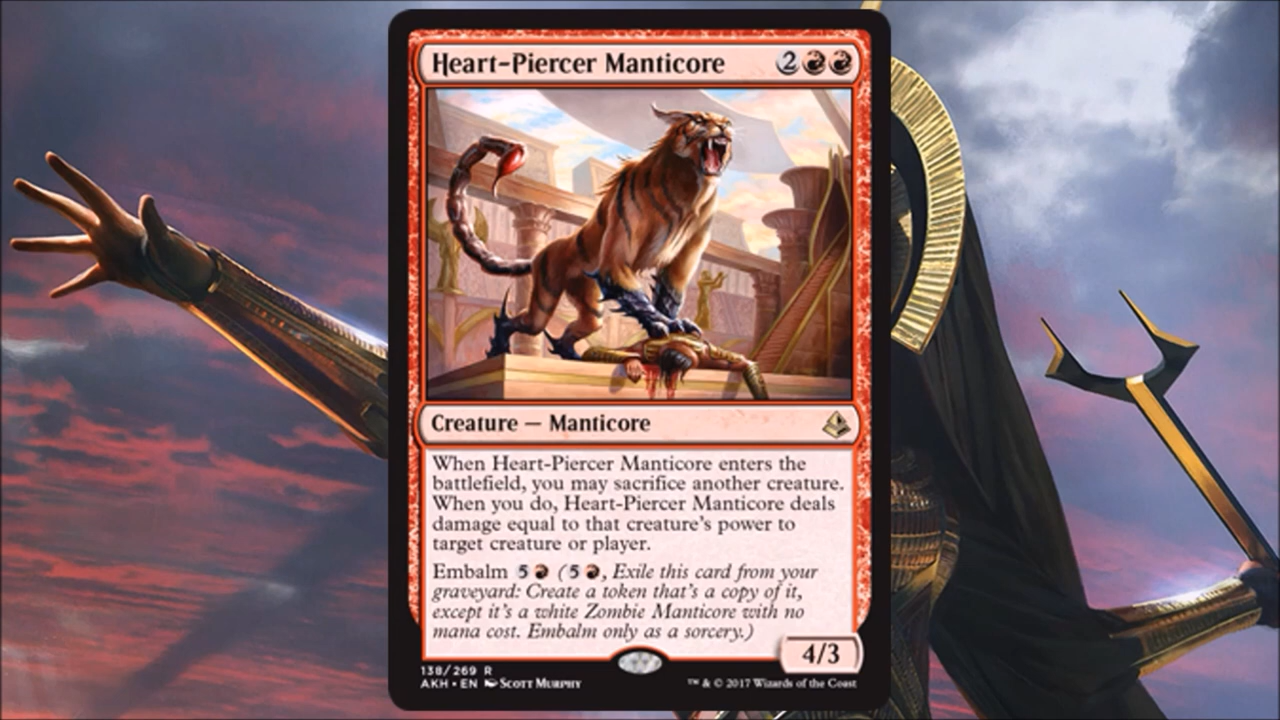 Heart-Piercer Manticore 2
Creature — Manticore
When Heart-Piercer Manticore enters the
battlefield, you may sacrifice another creature.
When you do, Heart-Piercer Manticore deals
damage equal to that creature's power to
target creature or player.
Embalm 5 (5, Exile this card from your
graveyard: Create a token that's a copy of it,
except it's a white Zombie Manticore with no
mana cost. Embalm only as a sorcery.)
4/3
138/269 R
AKH • EN Scott Murphy
™ & © 2017 Wizards of the Coast